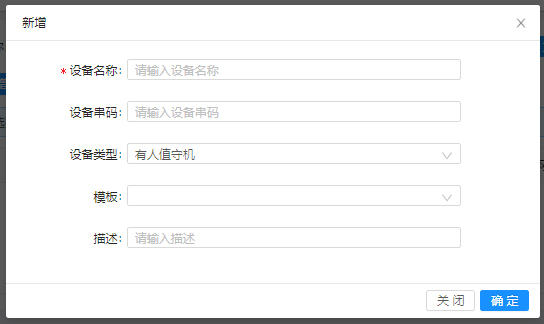 新增
* 设备名称: 请输入设备名称
设备串码: 请输入设备串码
设备类型: 有人值守机
模板:
描述: 请输入描述
关 闭 确 定